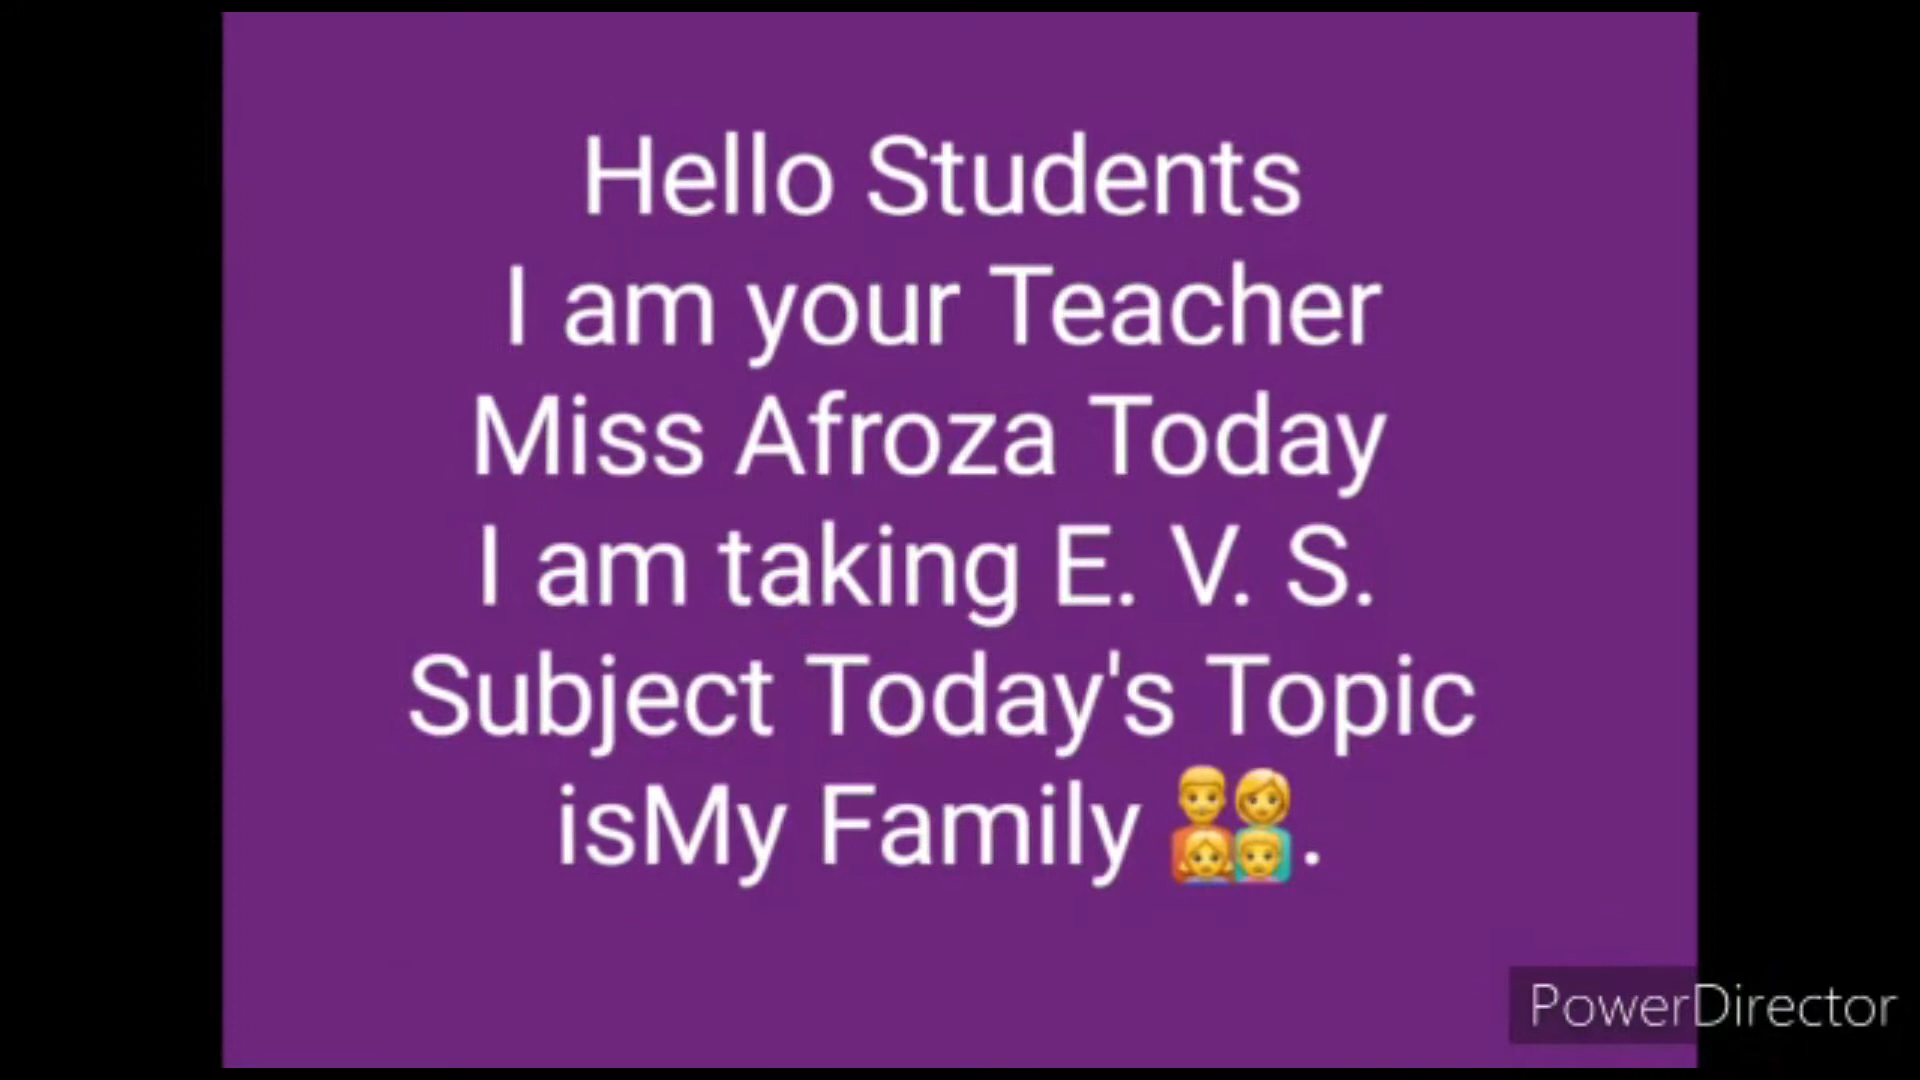 Hello Students
I am your Teacher
Miss Afroza Today
I am taking E. V. S.
Subject Today's Topic
isMy Family 👨‍👩‍👧‍👦.
PowerDirector